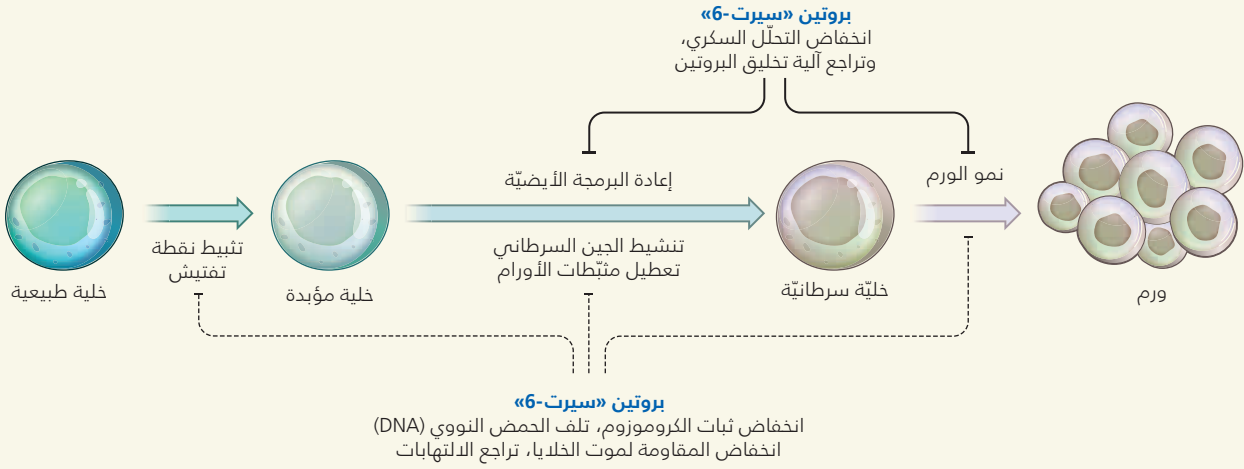 بروتين «سيرت-6»
انخفاض التحلّل السكري،
وتراجع آلية تخليق البروتين
إعادة البرمجة الأيضيّة
نمو الورم
تثبيط نقطة
تفتيش
تنشيط الجين السرطاني
تعطيل مثبّطات الأورام
خلية طبيعية
خلية مؤبدة
خليّة سرطانيّة
ورم
بروتين «سيرت-6»
انخفاض ثبات الكروموزوم، تلف الحمض النووي (DNA)
انخفاض المقاومة لموت الخلايا، تراجع الالتهابات